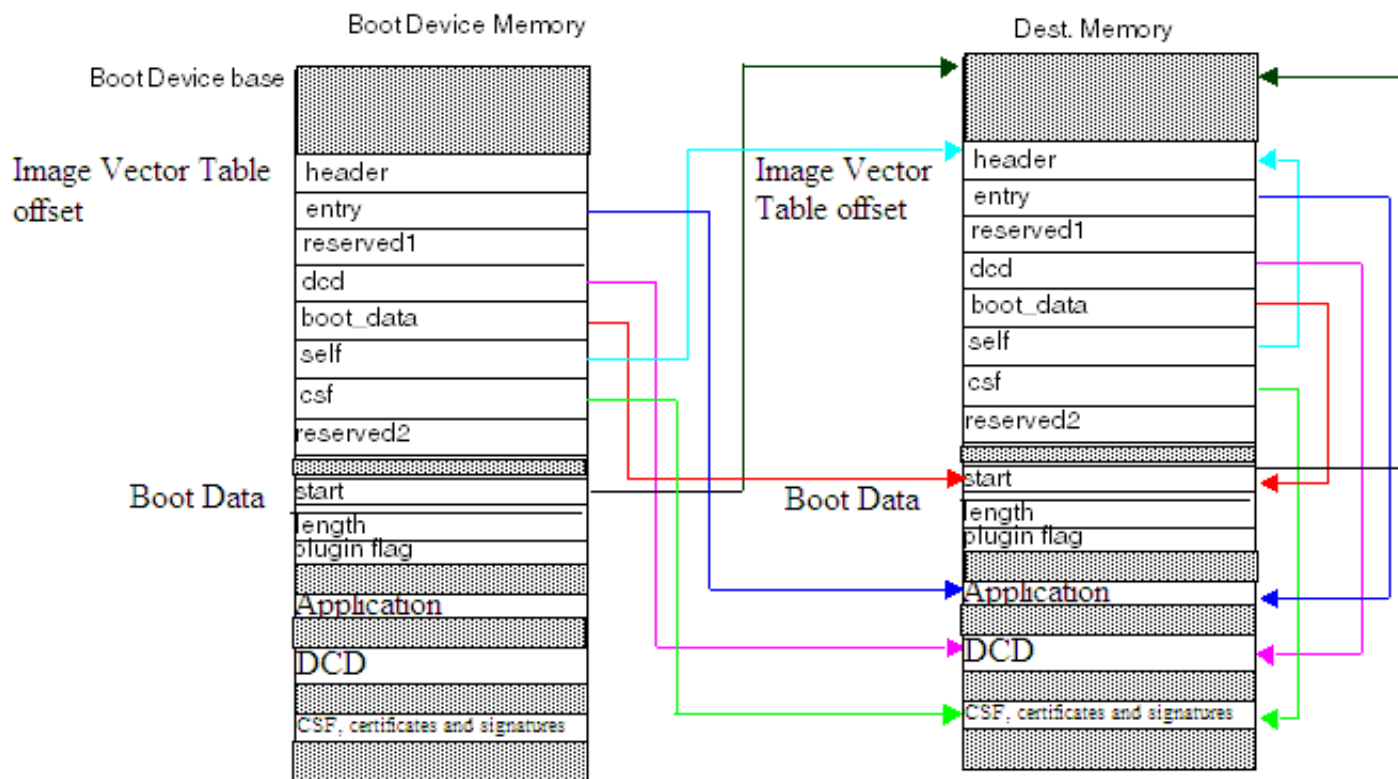 Boot Device Memory
Boot Device base
Image Vector Table
offset
header
entry
reserved1
dcd
boot_data
self
csf
reserved2
Boot Data
start
length
plugin flag
Application
DCD
CSF, certificates and signatures
Dest. Memory
Image Vector
Table offset
header
entry
reserved1
dcd
boot_data
self
csf
reserved2
Boot Data
start
length
plugin flag
Application
DCD
CSF, certificates and signatures